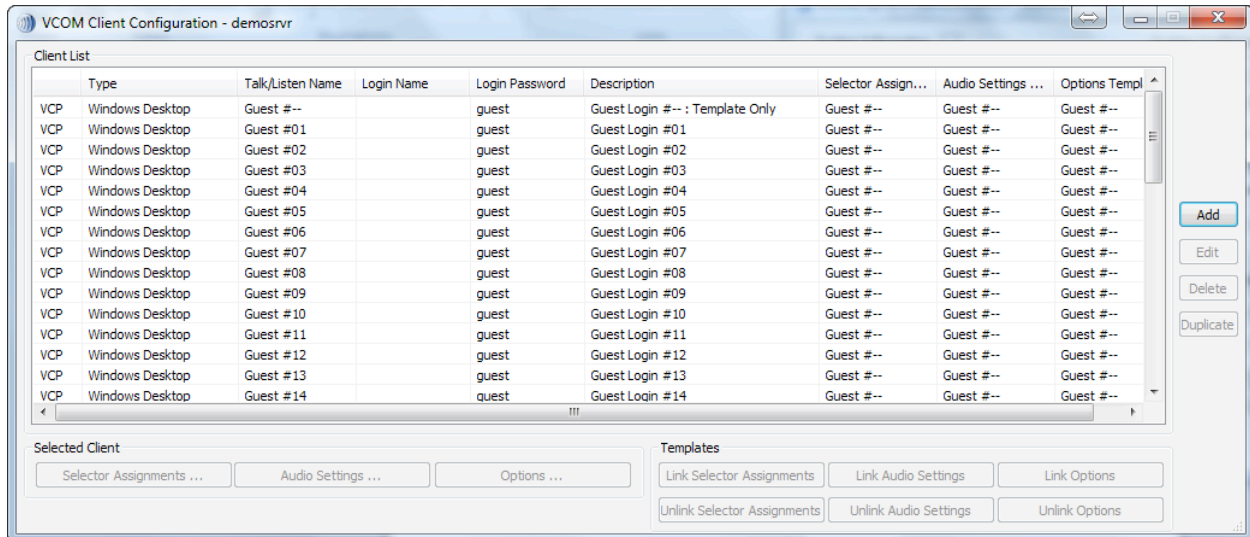 VCOM Client Configuration - demosrvr
Client List
Type Talk/Listen Name Login Name Login Password Description Selector Assign... Audio Settings ... Options Templ
VCP Windows Desktop Guest #-- guest Guest Login #-- : Template Only Guest #-- Guest #-- Guest #--
VCP Windows Desktop Guest #01 guest Guest Login #01 Guest #-- Guest #-- Guest #--
VCP Windows Desktop Guest #02 guest Guest Login #02 Guest #-- Guest #-- Guest #--
VCP Windows Desktop Guest #03 guest Guest Login #03 Guest #-- Guest #-- Guest #--
VCP Windows Desktop Guest #04 guest Guest Login #04 Guest #-- Guest #-- Guest #--
VCP Windows Desktop Guest #05 guest Guest Login #05 Guest #-- Guest #-- Guest #--
VCP Windows Desktop Guest #06 guest Guest Login #06 Guest #-- Guest #-- Guest #--
VCP Windows Desktop Guest #07 guest Guest Login #07 Guest #-- Guest #-- Guest #--
VCP Windows Desktop Guest #08 guest Guest Login #08 Guest #-- Guest #-- Guest #--
VCP Windows Desktop Guest #09 guest Guest Login #09 Guest #-- Guest #-- Guest #--
VCP Windows Desktop Guest #10 guest Guest Login #10 Guest #-- Guest #-- Guest #--
VCP Windows Desktop Guest #11 guest Guest Login #11 Guest #-- Guest #-- Guest #--
VCP Windows Desktop Guest #12 guest Guest Login #12 Guest #-- Guest #-- Guest #--
VCP Windows Desktop Guest #13 guest Guest Login #13 Guest #-- Guest #-- Guest #--
VCP Windows Desktop Guest #14 guest Guest Login #14 Guest #-- Guest #-- Guest #--
Add
Edit
Delete
Duplicate
Selected Client
Selector Assignments ... Audio Settings ... Options ...
Templates
Link Selector Assignments Link Audio Settings Link Options
Unlink Selector Assignments Unlink Audio Settings Unlink Options